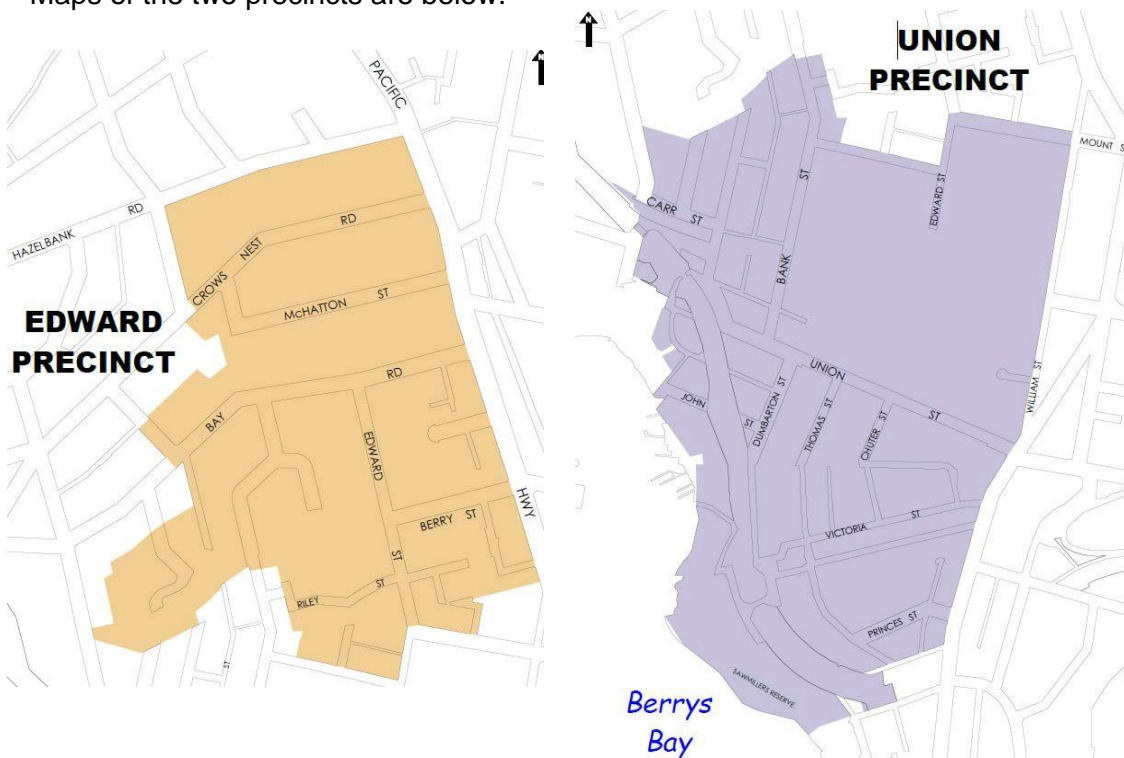 Maps of the two precincts are below:
N
PACIFIC
HWY
HAZELBANK RD
CROWS NEST RD
McHATTON ST
EDWARD
PRECINCT
BAY RD
EDWARD ST
BERRY ST
RILEY ST
ST
N
UNION
PRECINCT
MOUNT S
EDWARD ST
CARR ST
BANK ST
UNION ST
WILLIAM ST
JOHN ST
DUMBARTON ST
THOMAS ST
CHUTER ST
VICTORIA ST
PRINCES ST
SAWMILLERS RESERVE
Berrys
Bay